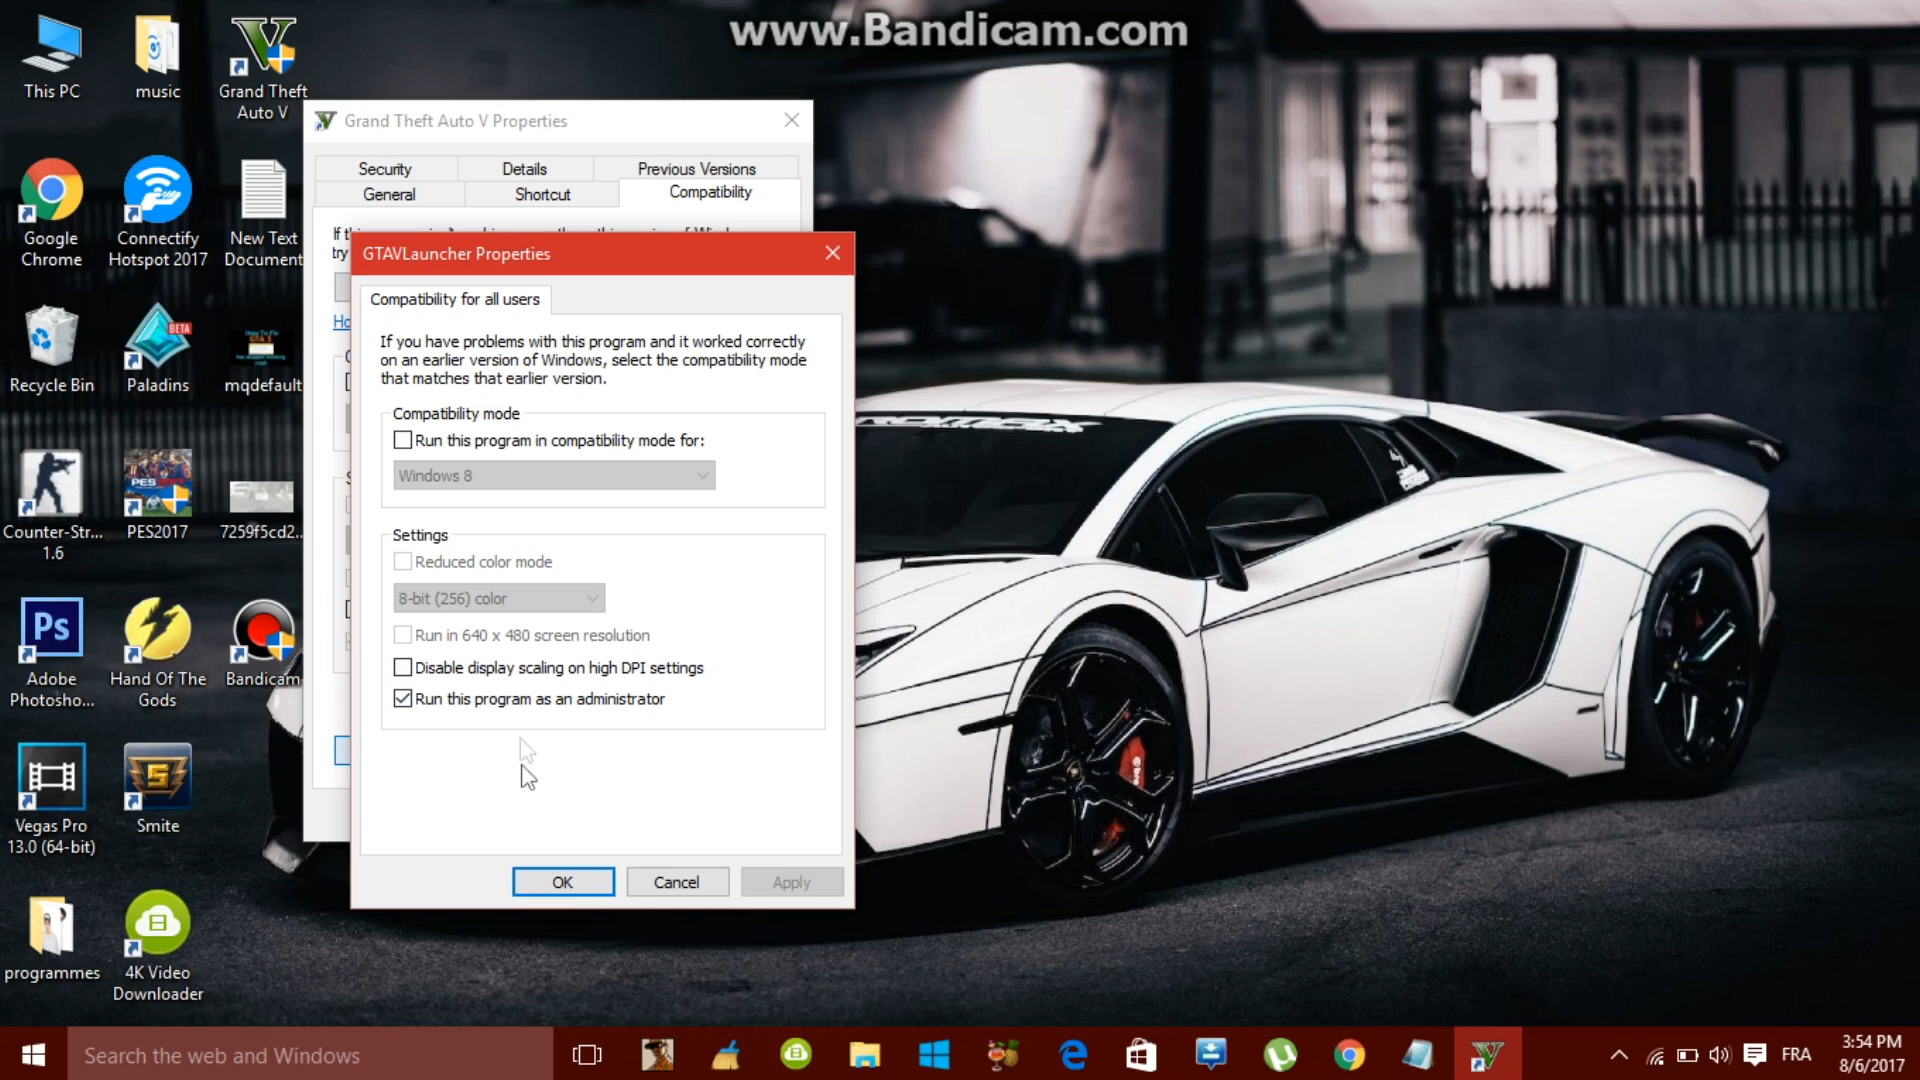 www.Bandicam.com
This PC
music
Grand Theft
Auto V
Google
Chrome
Connectify
Hotspot 2017
New Text
Document
Recycle Bin
Paladins
BETA
mqdefault
Counter-Str...
1.6
PES2017
7259f5cd2...
Ps
Adobe
Photosho...
Hand Of The
Gods
Bandicam
Vegas Pro
13.0 (64-bit)
Smite
programmes
4K Video
Downloader
Grand Theft Auto V Properties
Security
Details
Previous Versions
General
Shortcut
Compatibility
try
GTAVLauncher Properties
Compatibility for all users
If you have problems with this program and it worked correctly
on an earlier version of Windows, select the compatibility mode
that matches that earlier version.
Compatibility mode
Run this program in compatibility mode for:
Windows 8
Settings
Reduced color mode
8-bit (256) color
Run in 640 x 480 screen resolution
Disable display scaling on high DPI settings
Run this program as an administrator
OK
Cancel
Apply
Search the web and Windows
FRA
3:54 PM
8/6/2017